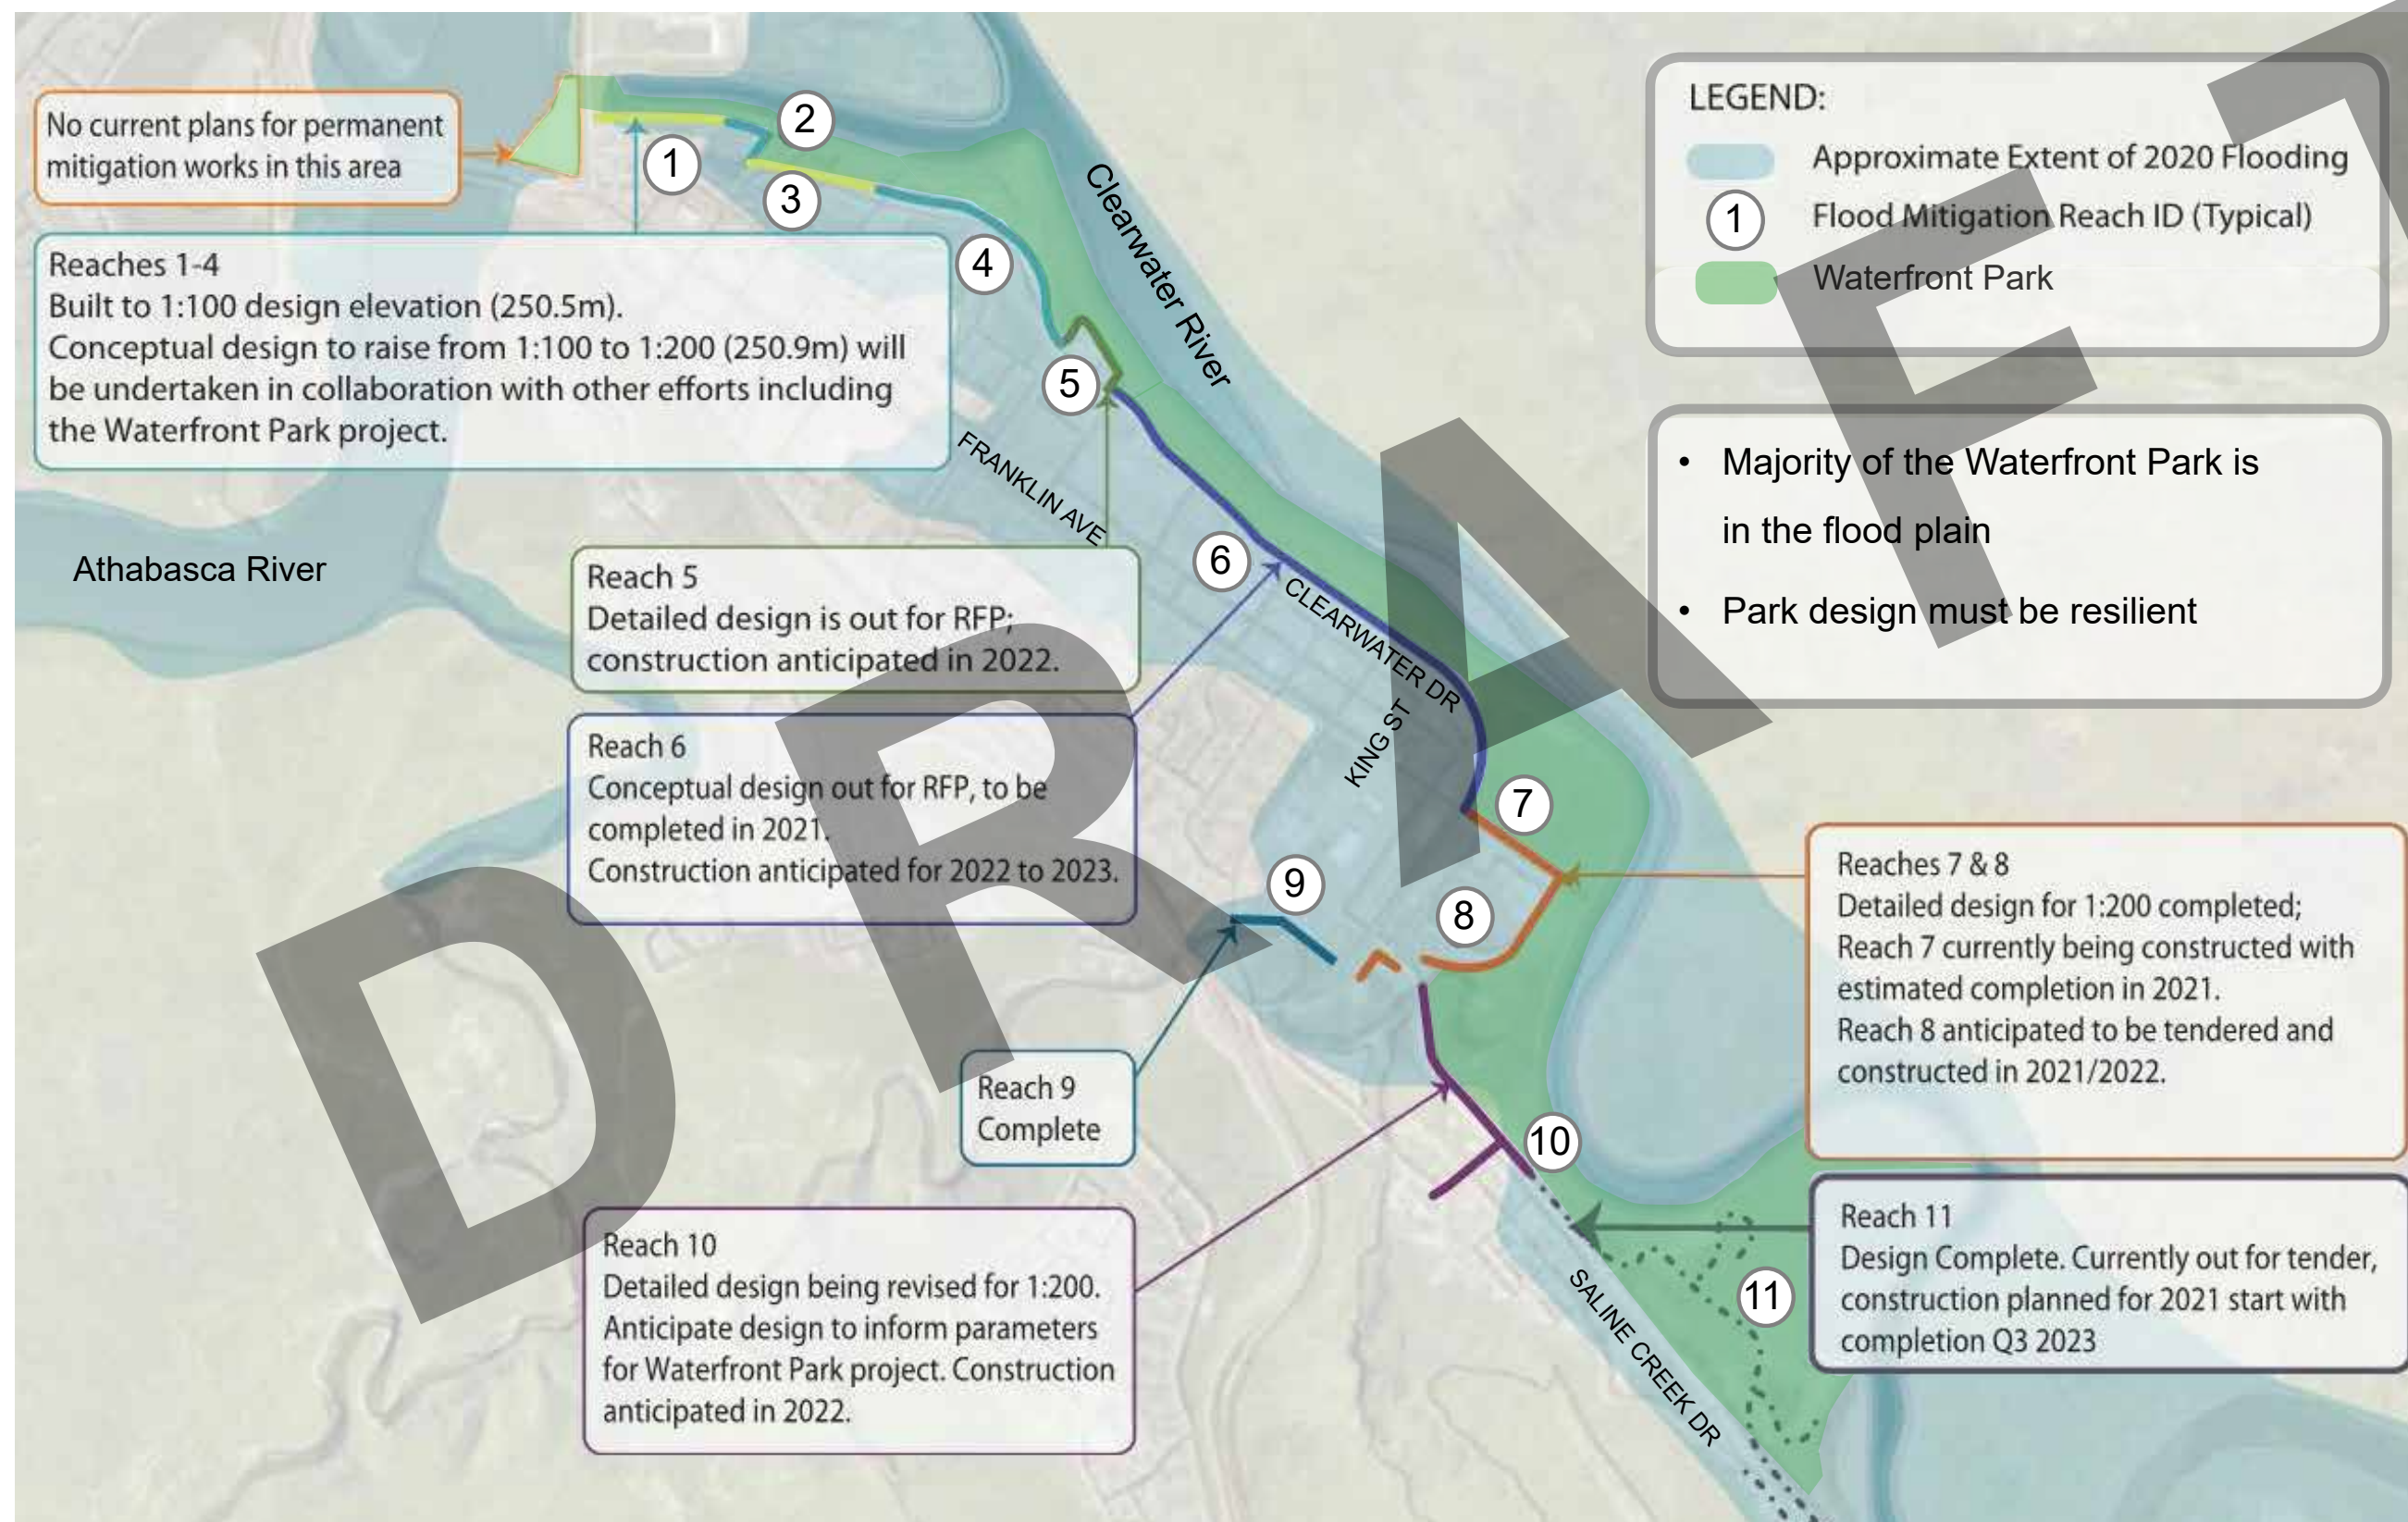 No current plans for permanent
mitigation works in this area
1
2
3
4
5
6
7
8
9
10
11
Clearwater River
Athabasca River
FRANKLIN AVE
CLEARWATER DR
KING ST
SALINE CREEK DR
Reaches 1-4
Built to 1:100 design elevation (250.5m).
Conceptual design to raise from 1:100 to 1:200 (250.9m) will
be undertaken in collaboration with other efforts including
the Waterfront Park project.
Reach 5
Detailed design is out for RFP;
construction anticipated in 2022.
Reach 6
Conceptual design out for RFP, to be
completed in 2021.
Construction anticipated for 2022 to 2023.
Reach 9
Complete
Reach 10
Detailed design being revised for 1:200.
Anticipate design to inform parameters
for Waterfront Park project. Construction
anticipated in 2022.
LEGEND:
Approximate Extent of 2020 Flooding
1 Flood Mitigation Reach ID (Typical)
Waterfront Park
• Majority of the Waterfront Park is
in the flood plain
• Park design must be resilient
Reaches 7 & 8
Detailed design for 1:200 completed;
Reach 7 currently being constructed with
estimated completion in 2021.
Reach 8 anticipated to be tendered and
constructed in 2021/2022.
Reach 11
Design Complete. Currently out for tender,
construction planned for 2021 start with
completion Q3 2023
DRAFT